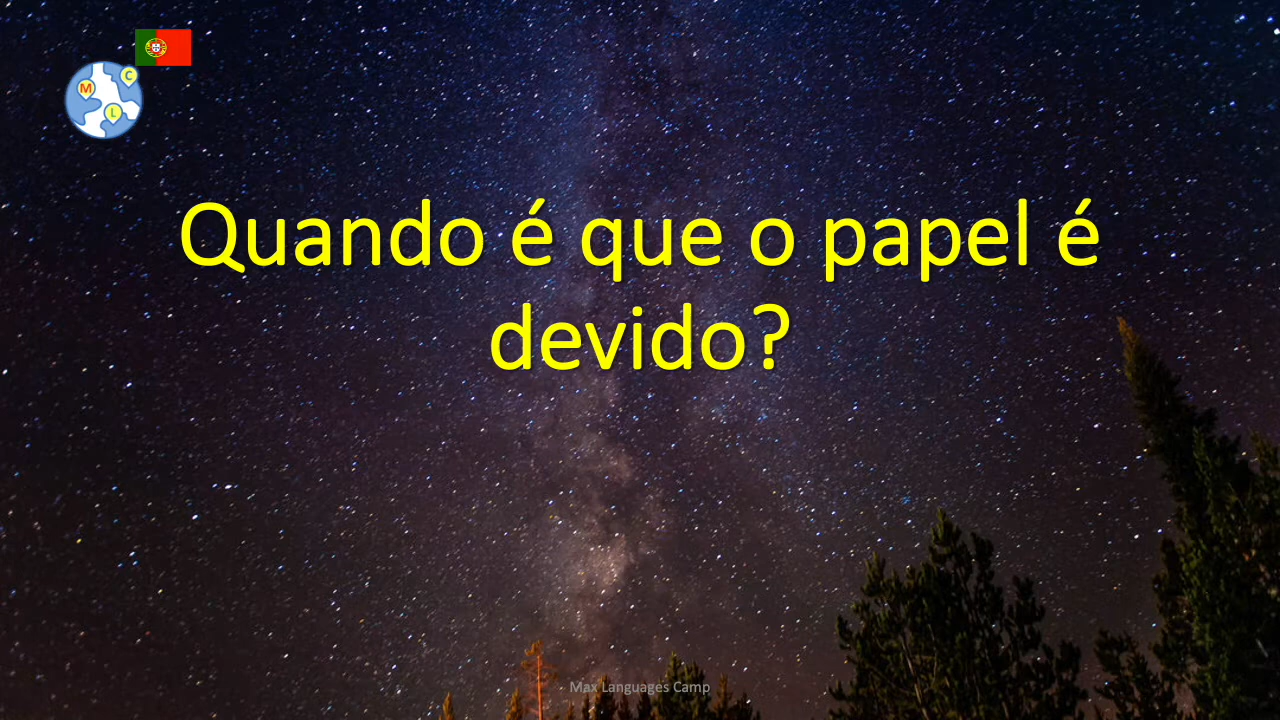 C
M
L
Quando é que o papel é
devido?
Max Languages Camp